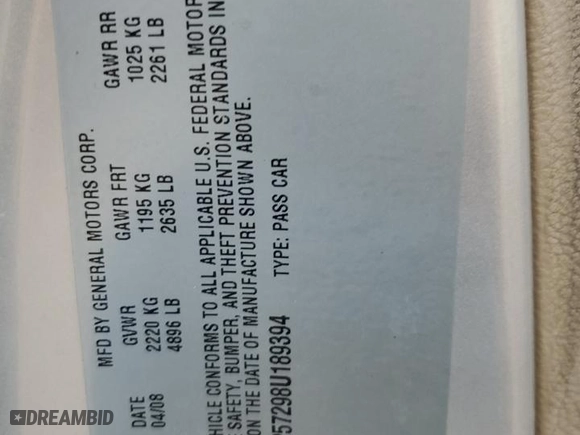 MFD BY GENERAL MOTORS CORP.
DATE GVWR GAWR FRT GAWR RR
04/08 2220 KG 1195 KG 1025 KG
4896 LB 2635 LB 2261 LB
HICLE CONFORMS TO ALL APPLICABLE U.S. FEDERAL MOTOR
SAFETY, BUMPER, AND THEFT PREVENTION STANDARDS IN
ON THE DATE OF MANUFACTURE SHOWN ABOVE.
57298U189394 TYPE: PASS CAR
DREAMBID